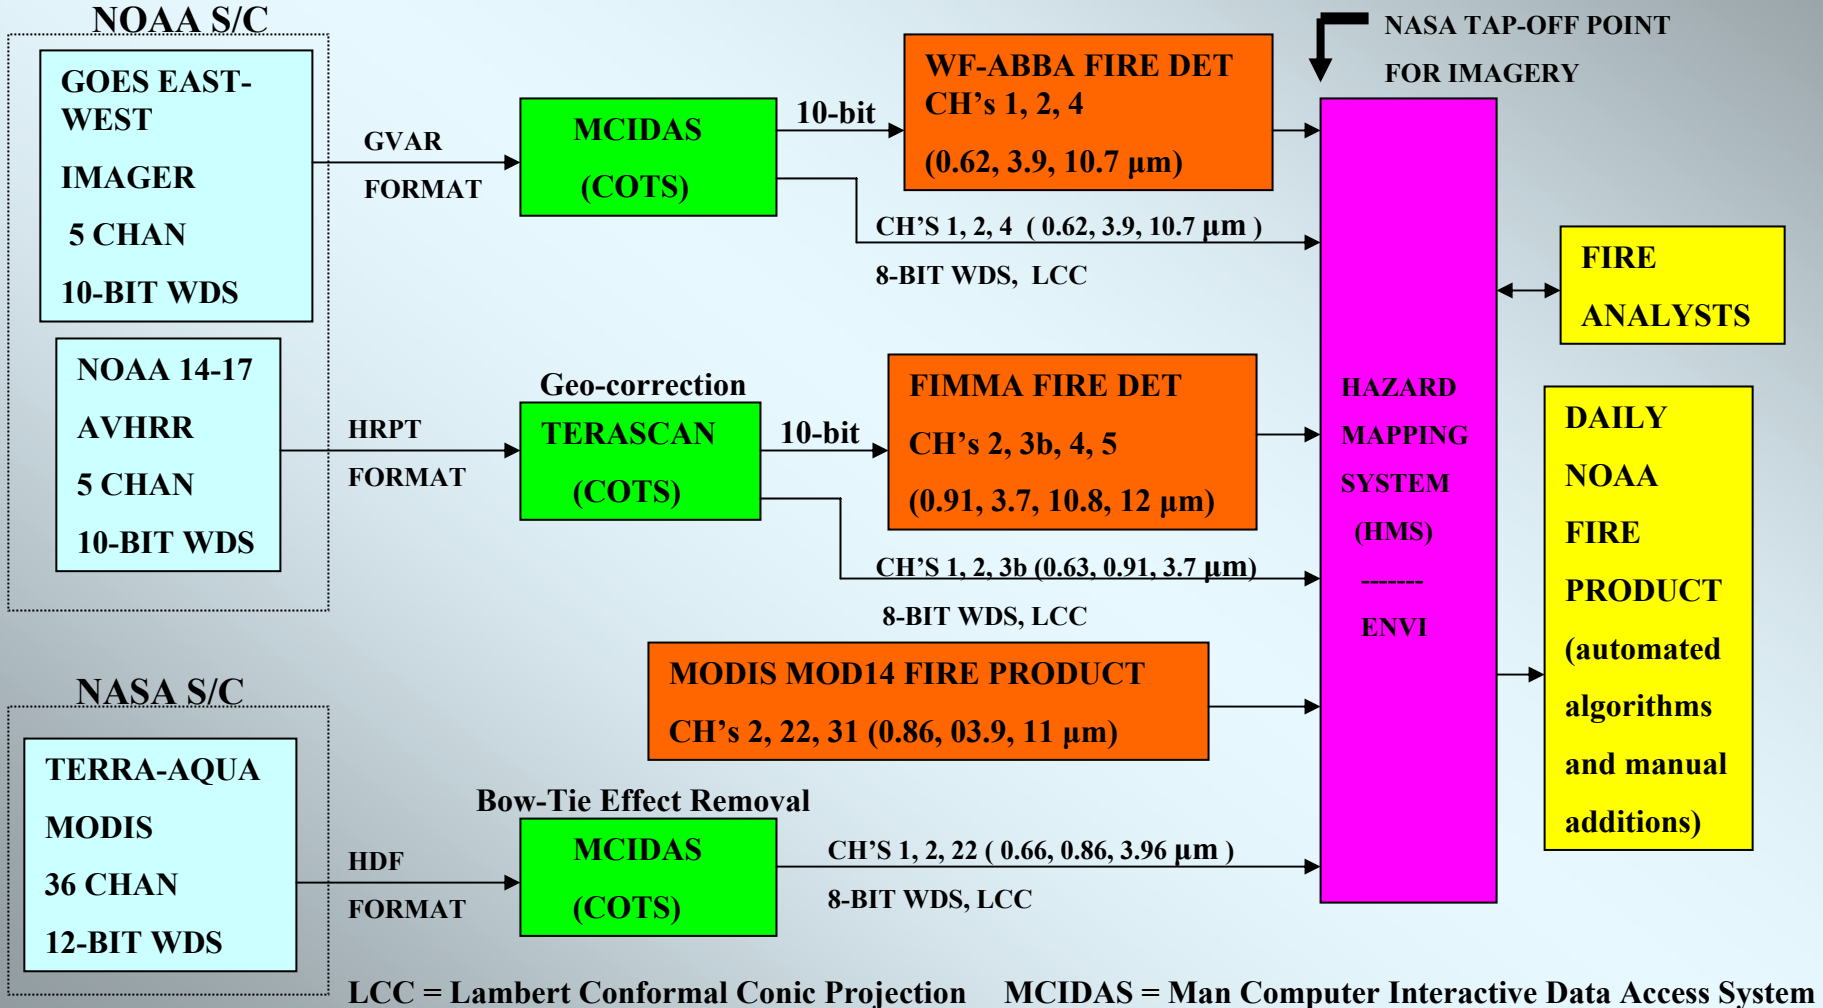 NOAA S/C
GOES EAST-
WEST
IMAGER
5 CHAN
10-BIT WDS
GVAR
FORMAT
MCIDAS
(COTS)
10-bit
WF-ABBA FIRE DET
CH's 1, 2, 4
(0.62, 3.9, 10.7 µm)
CH'S 1, 2, 4 ( 0.62, 3.9, 10.7 µm )
8-BIT WDS, LCC
NASA TAP-OFF POINT
FOR IMAGERY
NOAA 14-17
AVHRR
5 CHAN
10-BIT WDS
HRPT
FORMAT
Geo-correction
TERASCAN
(COTS)
10-bit
FIMMA FIRE DET
CH's 2, 3b, 4, 5
(0.91, 3.7, 10.8, 12 µm)
CH'S 1, 2, 3b (0.63, 0.91, 3.7 µm)
8-BIT WDS, LCC
MODIS MOD14 FIRE PRODUCT
CH's 2, 22, 31 (0.86, 03.9, 11 µm)
NASA S/C
TERRA-AQUA
MODIS
36 CHAN
12-BIT WDS
HDF
FORMAT
Bow-Tie Effect Removal
MCIDAS
(COTS)
CH'S 1, 2, 22 ( 0.66, 0.86, 3.96 µm )
8-BIT WDS, LCC
HAZARD
MAPPING
SYSTEM
(HMS)
-------
ENVI
FIRE
ANALYSTS
DAILY
NOAA
FIRE
PRODUCT
(automated
algorithms
and manual
additions)
LCC = Lambert Conformal Conic Projection MCIDAS = Man Computer Interactive Data Access System